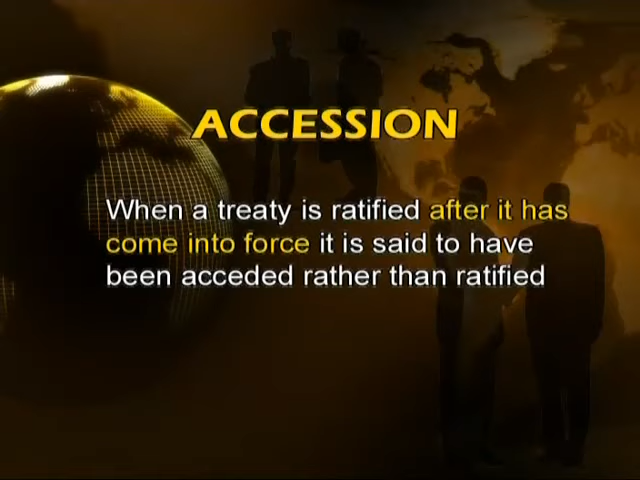 ACCESSION
When a treaty is ratified after it has
come into force it is said to have
been acceded rather than ratified